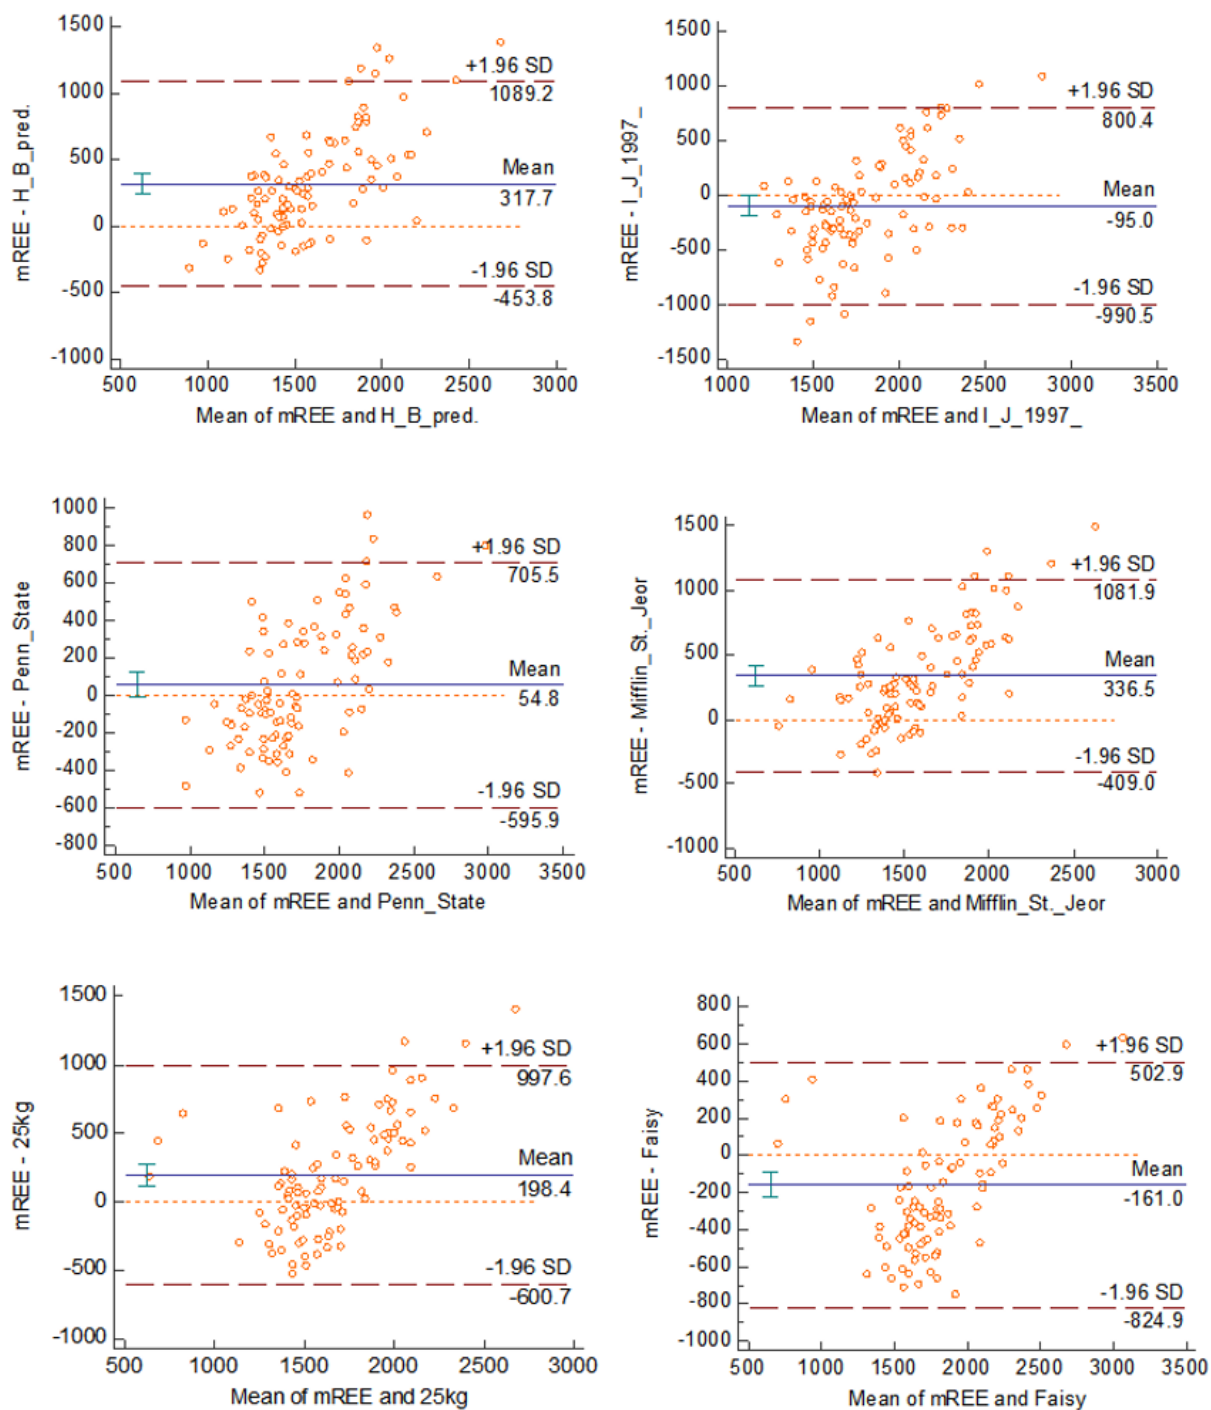 1500
1000
500
0
-500
-1000
mREE - H_B_pred.
+1.96 SD
1089.2
Mean
317.7
-1.96 SD
-453.8
500 1000 1500 2000 2500 3000
Mean of mREE and H_B_pred.
1500
1000
500
0
-500
-1000
-1500
mREE - I_J_1997_
+1.96 SD
800.4
Mean
-95.0
-1.96 SD
-990.5
1000 1500 2000 2500 3000 3500
Mean of mREE and I_J_1997_
1000
800
600
400
200
0
-200
-400
-600
-800
mREE - Penn_State
+1.96 SD
705.5
Mean
54.8
-1.96 SD
-595.9
500 1000 1500 2000 2500 3000 3500
Mean of mREE and Penn_State
1500
1000
500
0
-500
-1000
mREE - Mifflin_St._Jeor
+1.96 SD
1081.9
Mean
336.5
-1.96 SD
-409.0
500 1000 1500 2000 2500 3000
Mean of mREE and Mifflin_St._Jeor
1500
1000
500
0
-500
-1000
mREE - 25kg
+1.96 SD
997.6
Mean
198.4
-1.96 SD
-600.7
500 1000 1500 2000 2500 3000
Mean of mREE and 25kg
800
600
400
200
0
-200
-400
-600
-800
-1000
mREE - Faisy
+1.96 SD
502.9
Mean
-161.0
-1.96 SD
-824.9
500 1000 1500 2000 2500 3000 3500
Mean of mREE and Faisy